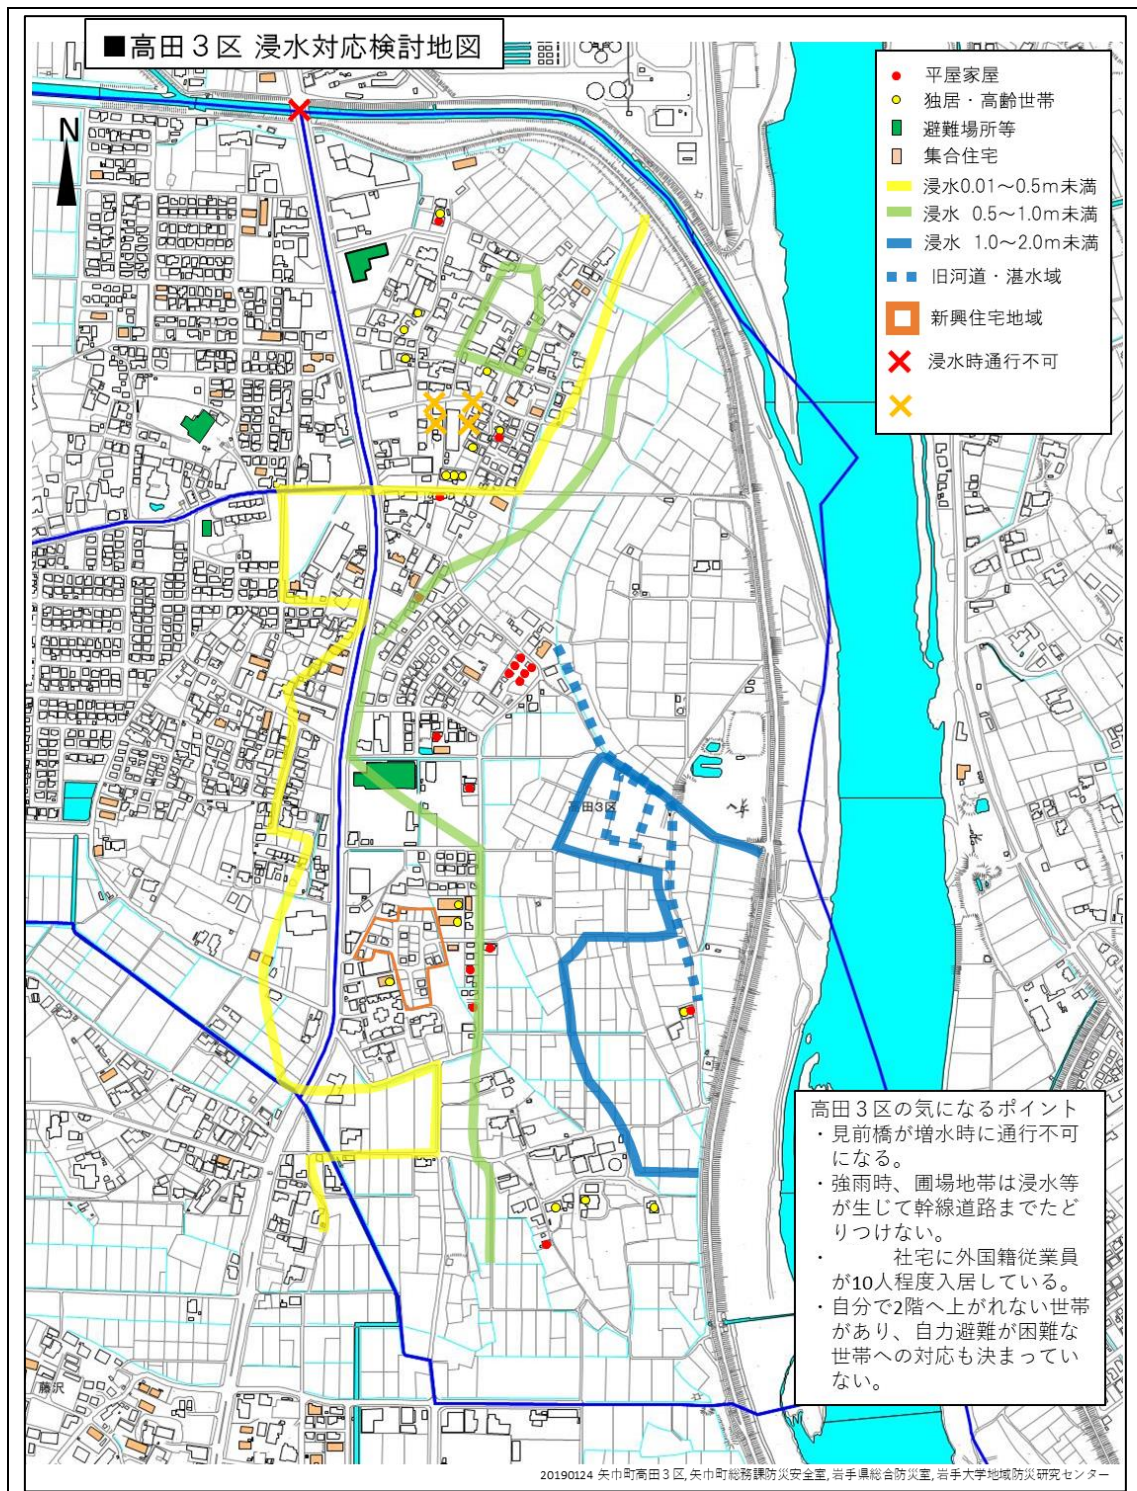 ■高田３区 浸水対応検討地図
N
平屋家屋
独居・高齢世帯
避難場所等
集合住宅
浸水0.01～0.5m未満
浸水 0.5～1.0m未満
浸水 1.0～2.0m未満
旧河道・湛水域
新興住宅地域
浸水時通行不可
高田3区
高田３区の気になるポイント
・見前橋が増水時に通行不可
になる。
・強雨時、圃場地帯は浸水等
が生じて幹線道路までたど
りつけない。
・ 社宅に外国籍従業員
が10人程度入居している。
・自分で2階へ上がれない世帯
があり、自力避難が困難な
世帯への対応も決まってい
ない。
藤沢
20190124 矢巾町高田３区,矢巾町総務課防災安全室,岩手県総合防災室,岩手大学地域防災研究センター